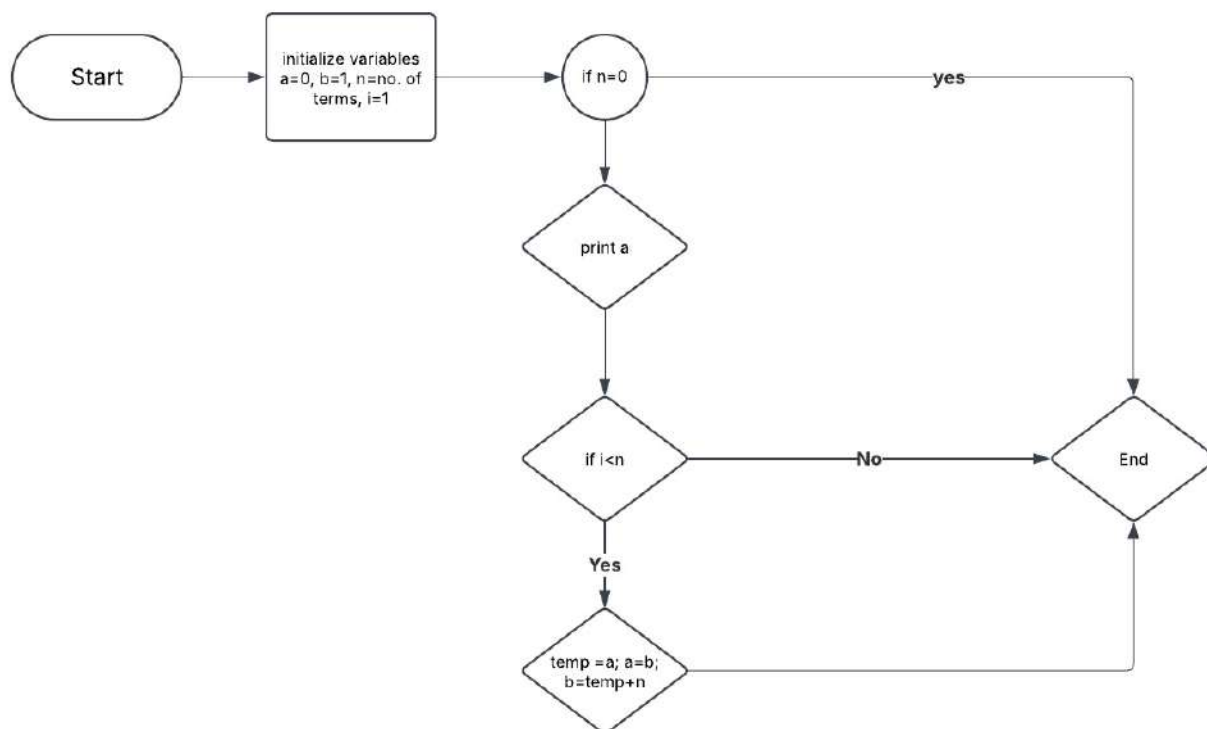 Start
initialize variables
a=0, b=1, n=no. of
terms, i=1
if n=0
yes
print a
if i<n
No
End
Yes
temp =a; a=b;
b=temp+n